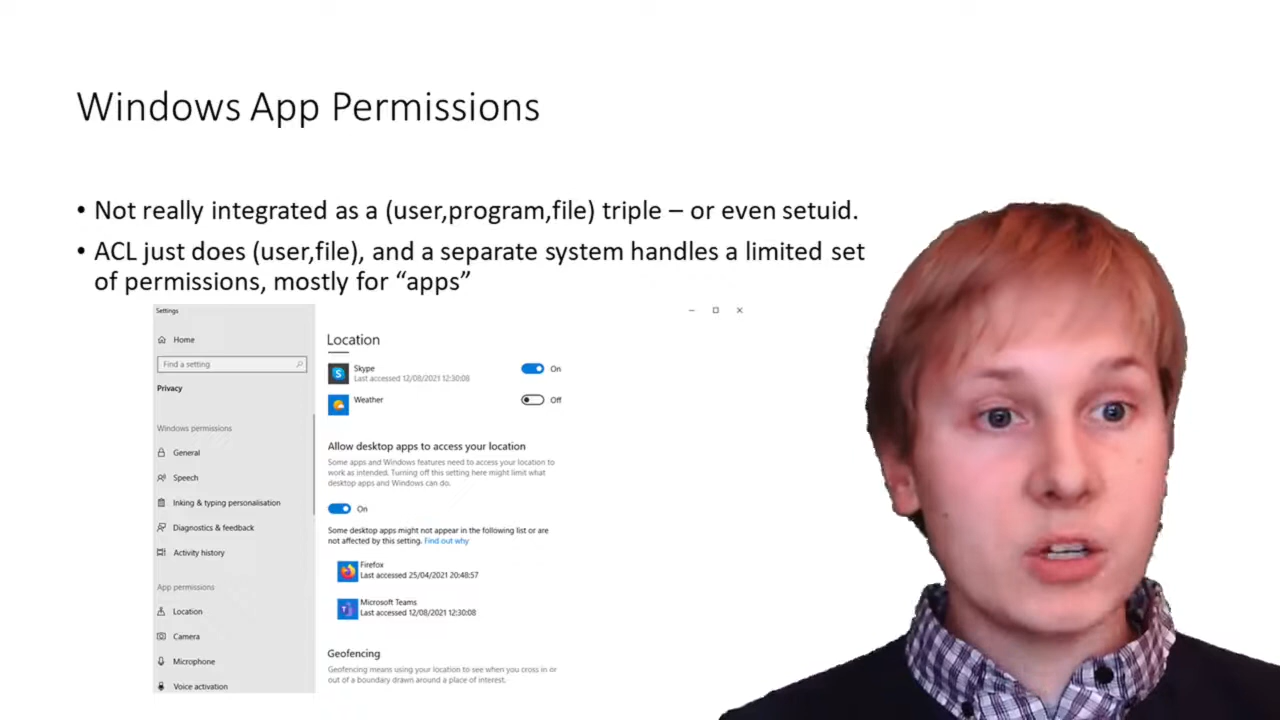 Windows App Permissions
• Not really integrated as a (user,program,file) triple – or even setuid.
• ACL just does (user,file), and a separate system handles a limited set
of permissions, mostly for “apps”
Settings
Home
Find a setting
Privacy
Windows permissions
General
Speech
Inking & typing personalisation
Diagnostics & feedback
Activity history
App permissions
Location
Camera
Microphone
Voice activation
Location
Skype
Last accessed 12/08/2021 12:30:08
On
Weather
Off
Allow desktop apps to access your location
Some apps and Windows features need to access your location to
work as intended. Turning off this setting here might limit what
desktop apps and Windows can do.
On
Some desktop apps might not appear in the following list or are
not affected by this setting. Find out why
Firefox
Last accessed 25/04/2021 20:48:57
Microsoft Teams
Last accessed 12/08/2021 12:30:08
Geofencing
Geofencing means using your location to see when you cross in or
out of a boundary drawn around a place of interest.